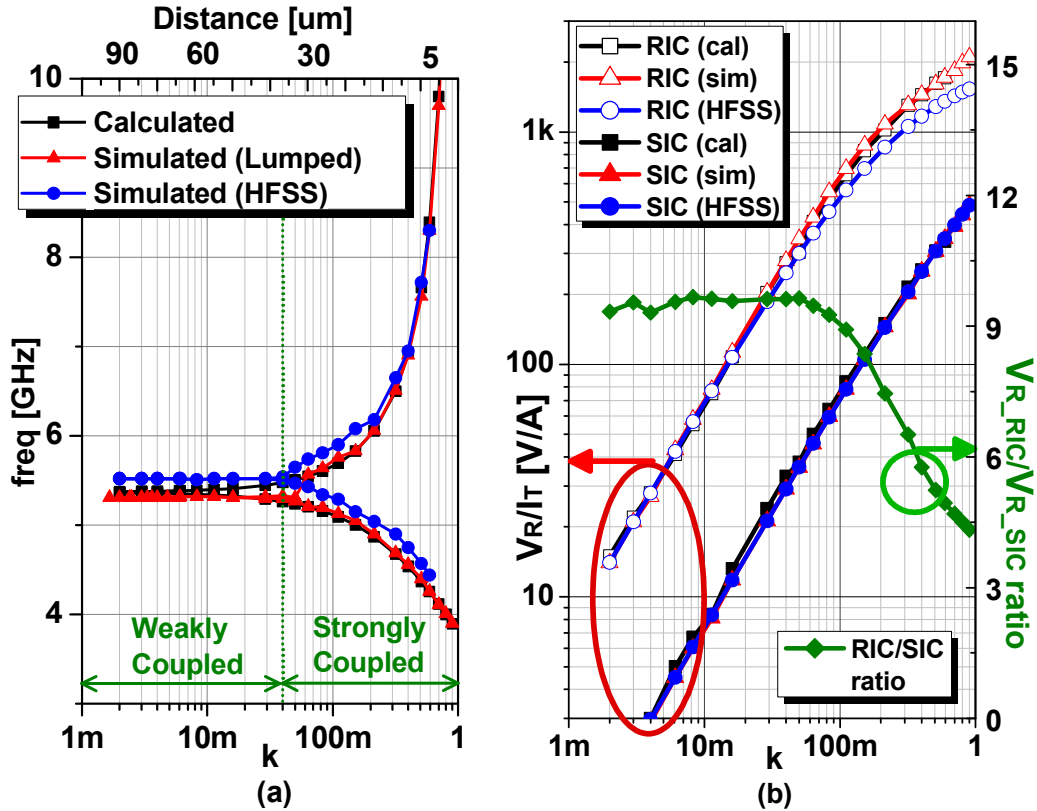 Distance [um]
90 60 30 5
10
8
6
4
freq [GHz]
Calculated
Simulated (Lumped)
Simulated (HFSS)
Weakly
Coupled
Strongly
Coupled
1m 10m 100m 1
k
(a)
RIC (cal)
RIC (sim)
RIC (HFSS)
SIC (cal)
SIC (sim)
SIC (HFSS)
1k
100
10
VR/IT [V/A]
15
12
9
6
3
0
VR_RIC/VR_SIC ratio
RIC/SIC
ratio
1m 10m 100m 1
k
(b)